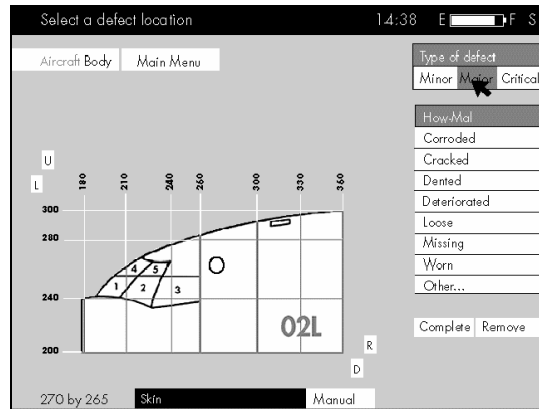 Select a defect location 14:38 E F S
Aircraft Body Main Menu
Type of defect
Minor Major Critical
How-Mal
Corroded
Cracked
Dented
Deteriorated
Loose
Missing
Worn
Other...
Complete Remove
U
L
180 210 240 260 300 330 360
300
280
240
200
4 5
1 2 3
02L
R
D
270 by 265 Skin Manual